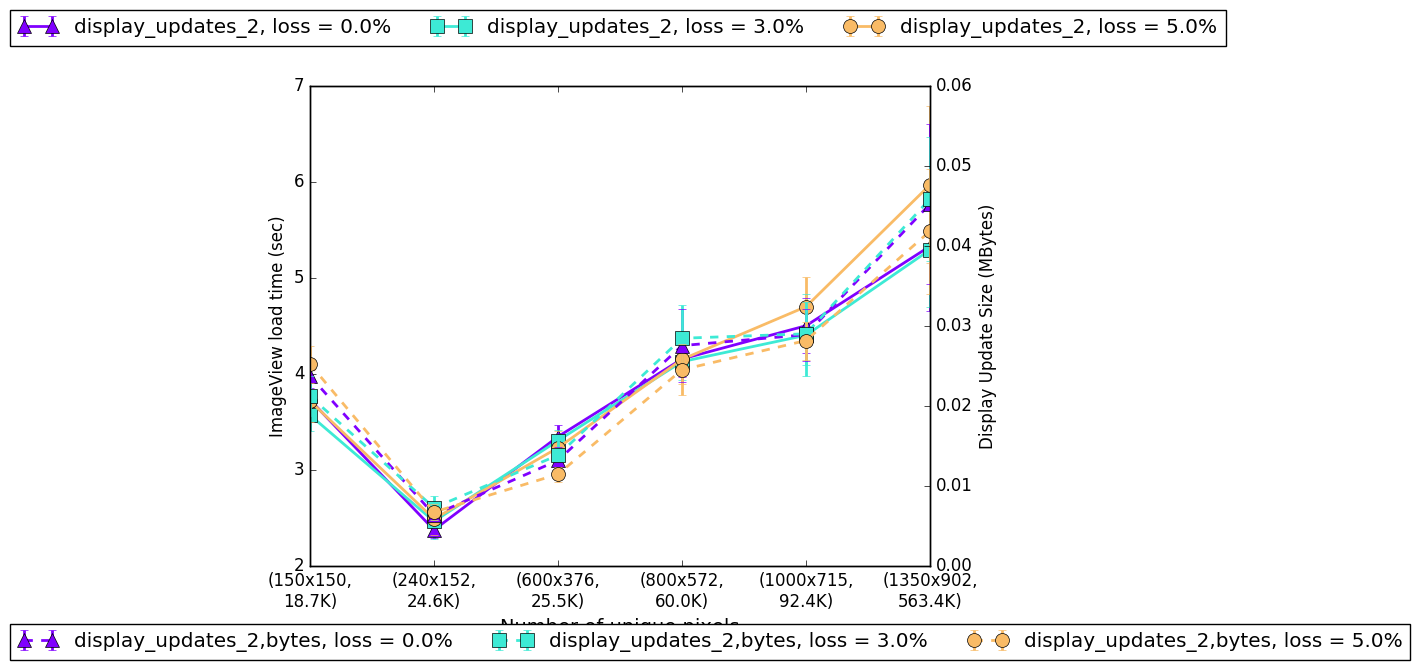 display_updates_2, loss = 0.0% display_updates_2, loss = 3.0% display_updates_2, loss = 5.0%
7
6
5
4
3
2
ImageView load time (sec)
0.06
0.05
0.04
0.03
0.02
0.01
0.00
Display Update Size (MBytes)
(150x150, (240x152, (600x376, (800x572, (1000x715, (1350x902,
18.7K) 24.6K) 25.5K) 60.0K) 92.4K) 563.4K)
Number of unique pixels
display_updates_2,bytes, loss = 0.0% display_updates_2,bytes, loss = 3.0% display_updates_2,bytes, loss = 5.0%